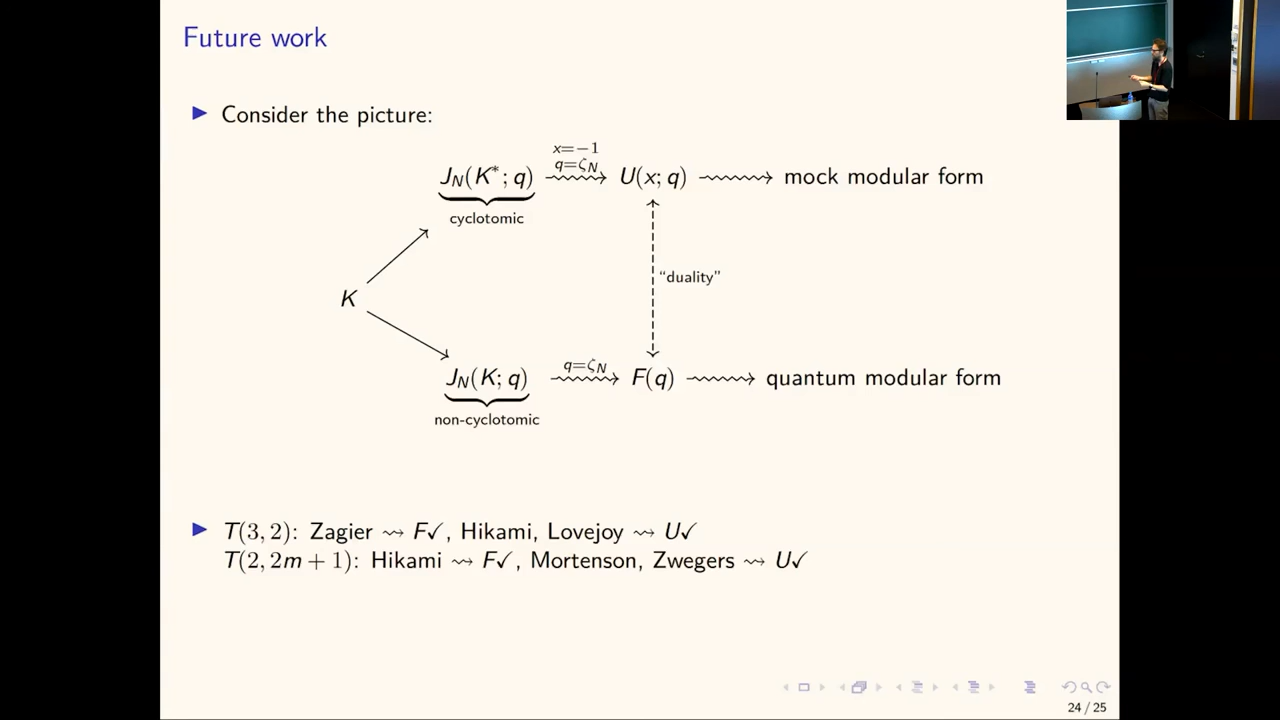 Future work
▶ Consider the picture:
x=−1
q=ζ_N
J_N(K*; q) U(x; q) mock modular form
cyclotomic
"duality"
K
q=ζ_N
J_N(K; q) F(q) quantum modular form
non-cyclotomic
▶ T(3, 2): Zagier ⇝ F✓, Hikami, Lovejoy ⇝ U✓
T(2, 2m + 1): Hikami ⇝ F✓, Mortenson, Zwegers ⇝ U✓
24 / 25